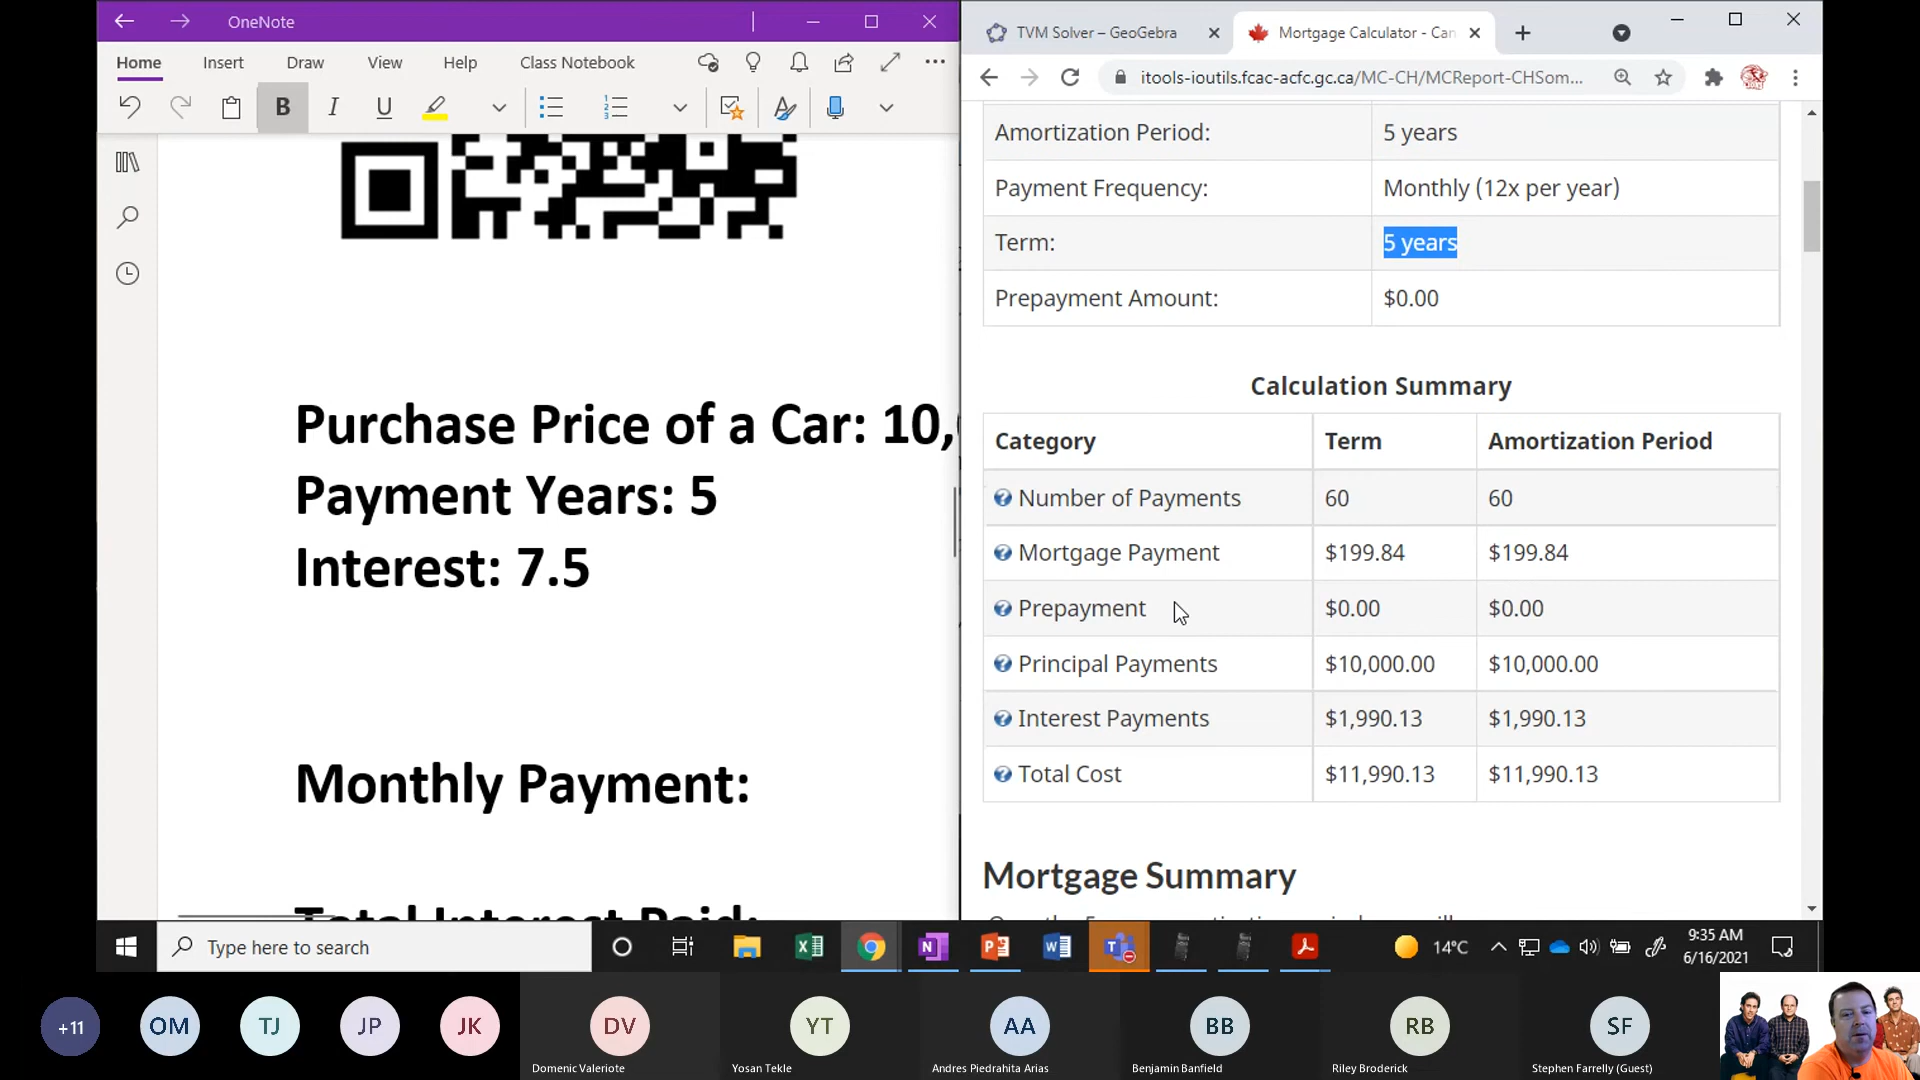 OneNote
Home Insert Draw View Help Class Notebook
B I U
Purchase Price of a Car: 10,
Payment Years: 5
Interest: 7.5
Monthly Payment:
Total Interest Paid:
TVM Solver – GeoGebra
Mortgage Calculator - Can
itools-ioutils.fcac-acfc.gc.ca/MC-CH/MCReport-CHSom...
Amortization Period: 5 years
Payment Frequency: Monthly (12x per year)
Term: 5 years
Prepayment Amount: $0.00
Calculation Summary
Category Term Amortization Period
Number of Payments 60 60
Mortgage Payment $199.84 $199.84
Prepayment $0.00 $0.00
Principal Payments $10,000.00 $10,000.00
Interest Payments $1,990.13 $1,990.13
Total Cost $11,990.13 $11,990.13
Mortgage Summary
Type here to search
14°C
9:35 AM
6/16/2021
+11 OM TJ JP JK DV YT AA BB RB SF
Domenic Valeriote Yosan Tekle Andres Piedrahita Arias Benjamin Banfield Riley Broderick Stephen Farrelly (Guest)